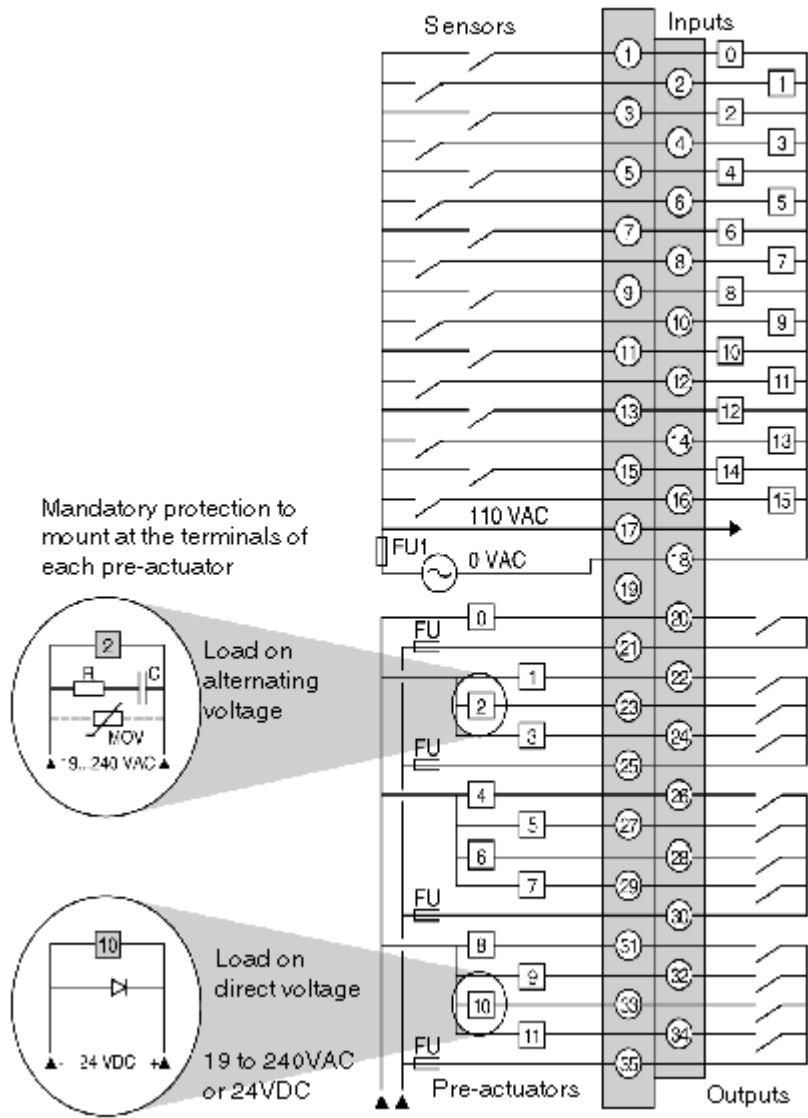 Sensors Inputs
1 0
2 1
3 2
4 3
5 4
6 5
7 6
8 7
9 8
10 9
11 10
12 11
13 12
14 13
15 14
16 15
110 VAC 17
FU1 0 VAC 18
19
Mandatory protection to
mount at the terminals of
each pre-actuator
2
R C
MOV
19...240 VAC
Load on
alternating
voltage
0 20
FU 21
1 22
2 23
3 24
FU 25
4 26
5 27
6 28
7 29
FU 30
8 31
9 32
10 33
11 34
FU 35
10
- 24 VDC +
Load on
direct voltage
19 to 240VAC
or 24VDC
Pre-actuators Outputs